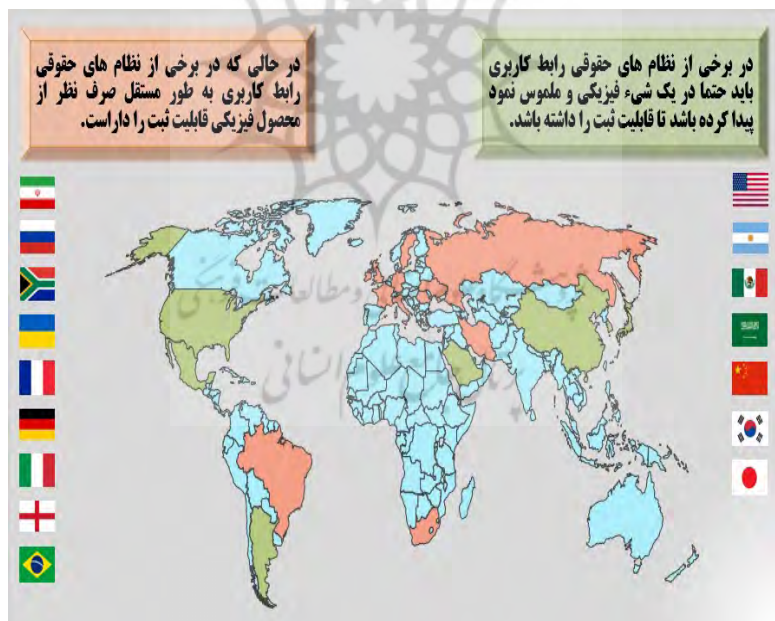 در برخی از نظام های حقوقی رابط کاربری
باید حتما در یک شیء فیزیکی و ملموس نمود
پیدا کرده باشد تا قابلیت ثبت را داشته باشد.
در حالی که در برخی از نظام های حقوقی
رابط کاربری به طور مستقل صرف نظر از
محصول فیزیکی قابلیت ثبت را داراست.